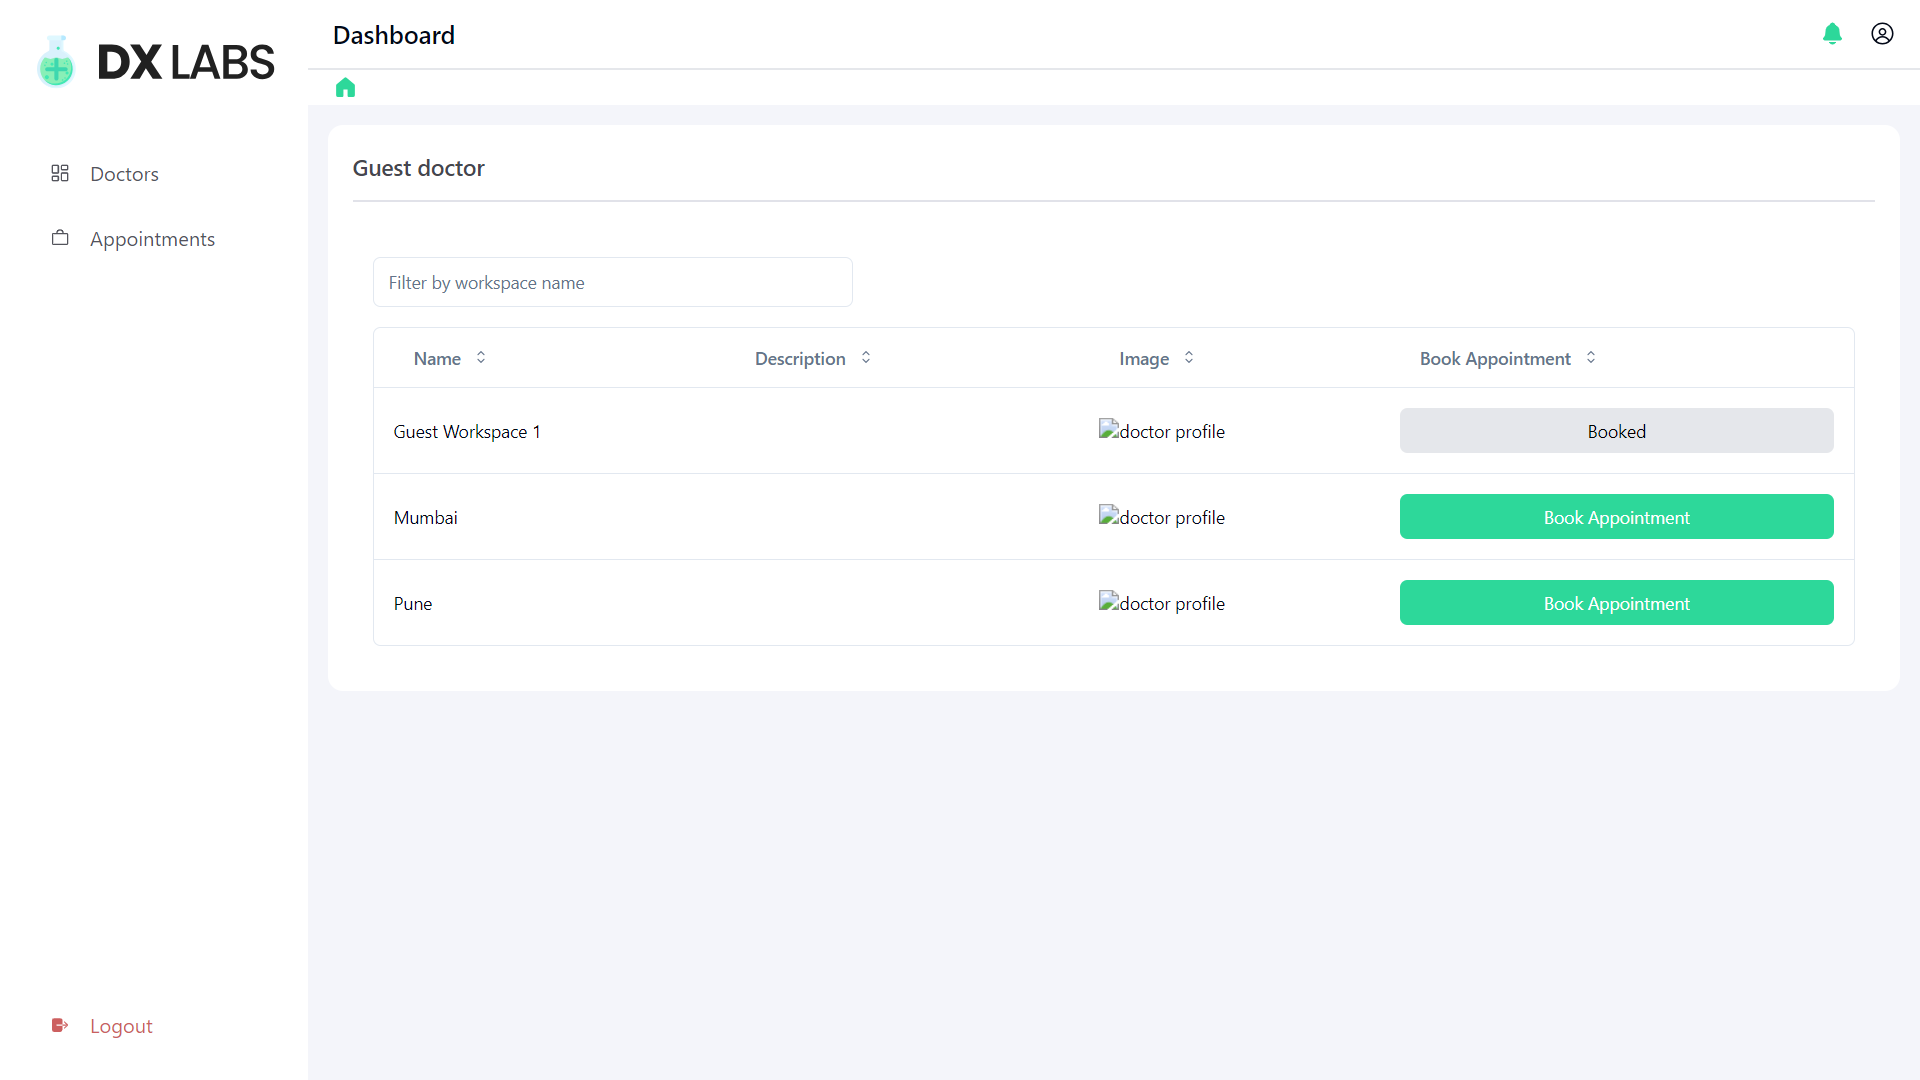 DX LABS
Dashboard
Doctors
Appointments
Logout
Guest doctor
Filter by workspace name
Name Description Image Book Appointment
Guest Workspace 1 doctor profile Booked
Mumbai doctor profile Book Appointment
Pune doctor profile Book Appointment